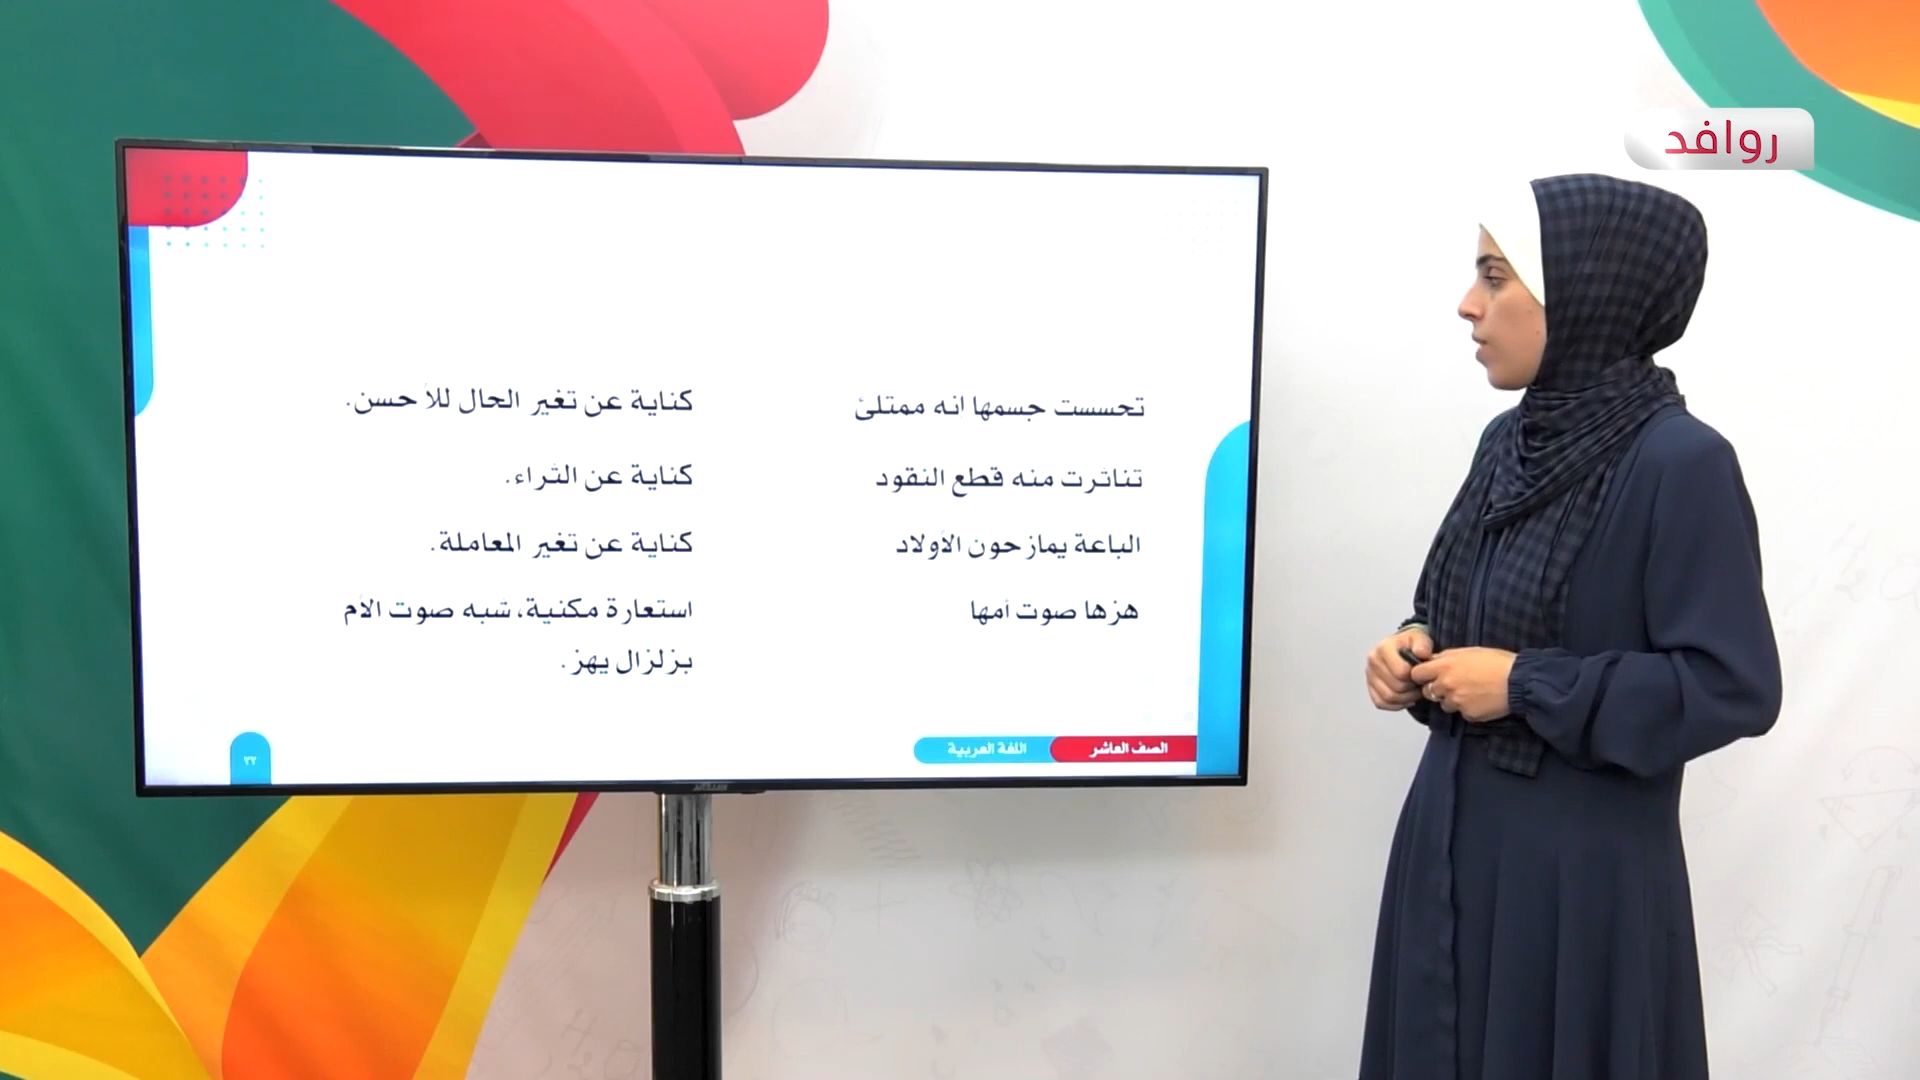 روافد
تحسست جسمها انه ممتلئ
كناية عن تغير الحال للأحسن.
تناثرت منه قطع النقود
كناية عن الثراء.
الباعة يمازحون الأولاد
كناية عن تغير المعاملة.
هزها صوت أمها
استعارة مكنية، شبه صوت الأم
بزلزال يهز.
الصف العاشر
اللغة العربية
٢٢